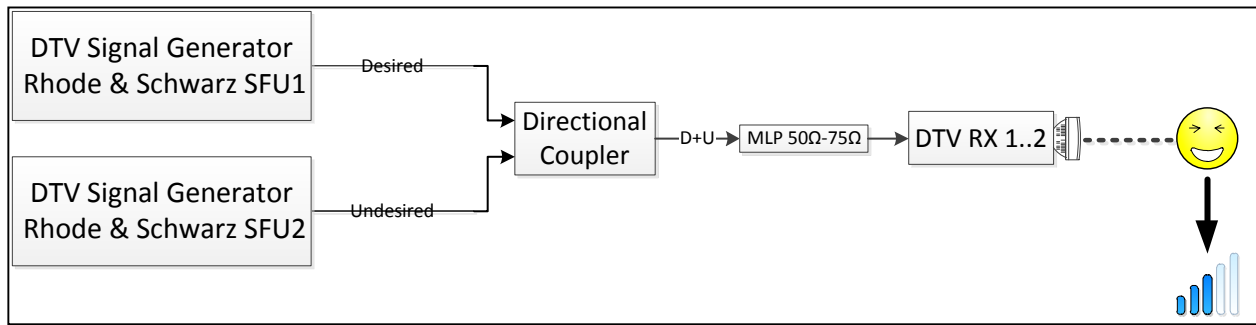 DTV Signal Generator
Rhode & Schwarz SFU1
Desired
Directional
Coupler
D+U
MLP 50Ω-75Ω
DTV RX 1..2
DTV Signal Generator
Rhode & Schwarz SFU2
Undesired